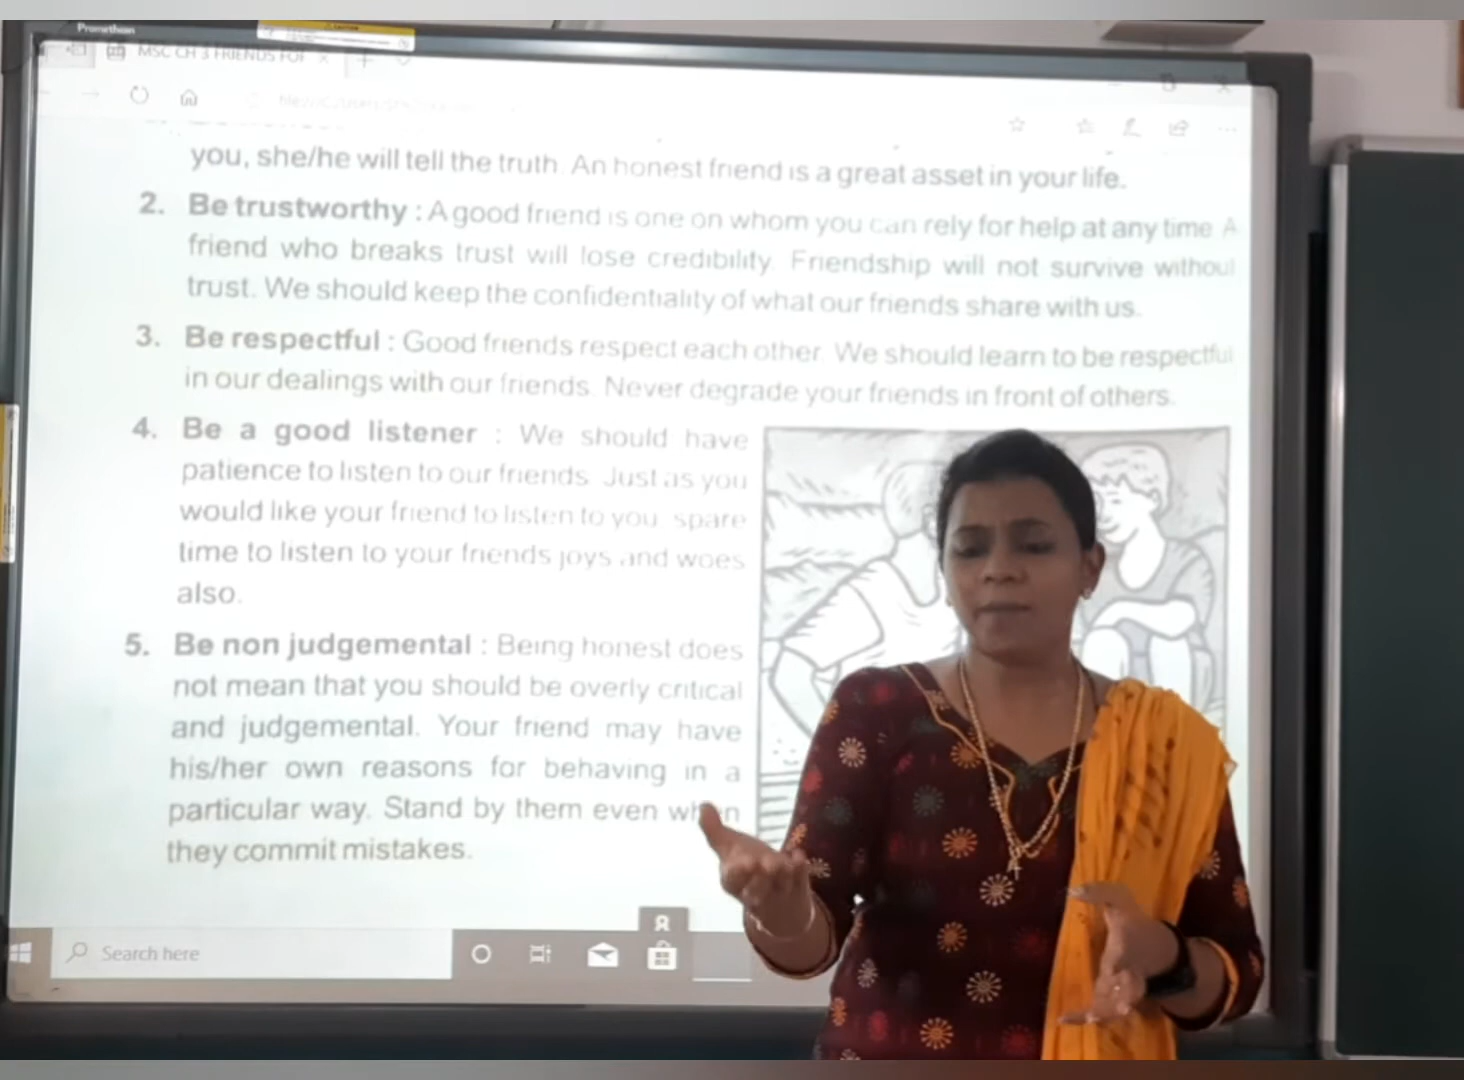 Promethean
MSC CH 3 FRIENDS FOR
you, she/he will tell the truth. An honest friend is a great asset in your life.
2. Be trustworthy : A good friend is one on whom you can rely for help at any time A
friend who breaks trust will lose credibility. Friendship will not survive without
trust. We should keep the confidentiality of what our friends share with us.
3. Be respectful : Good friends respect each other. We should learn to be respectful
in our dealings with our friends. Never degrade your friends in front of others.
4. Be a good listener : We should have
patience to listen to our friends. Just as you
would like your friend to listen to you spare
time to listen to your friends joys and woes
also.
5. Be non judgemental : Being honest does
not mean that you should be overly critical
and judgemental. Your friend may have
his/her own reasons for behaving in a
particular way. Stand by them even when
they commit mistakes.
Search here